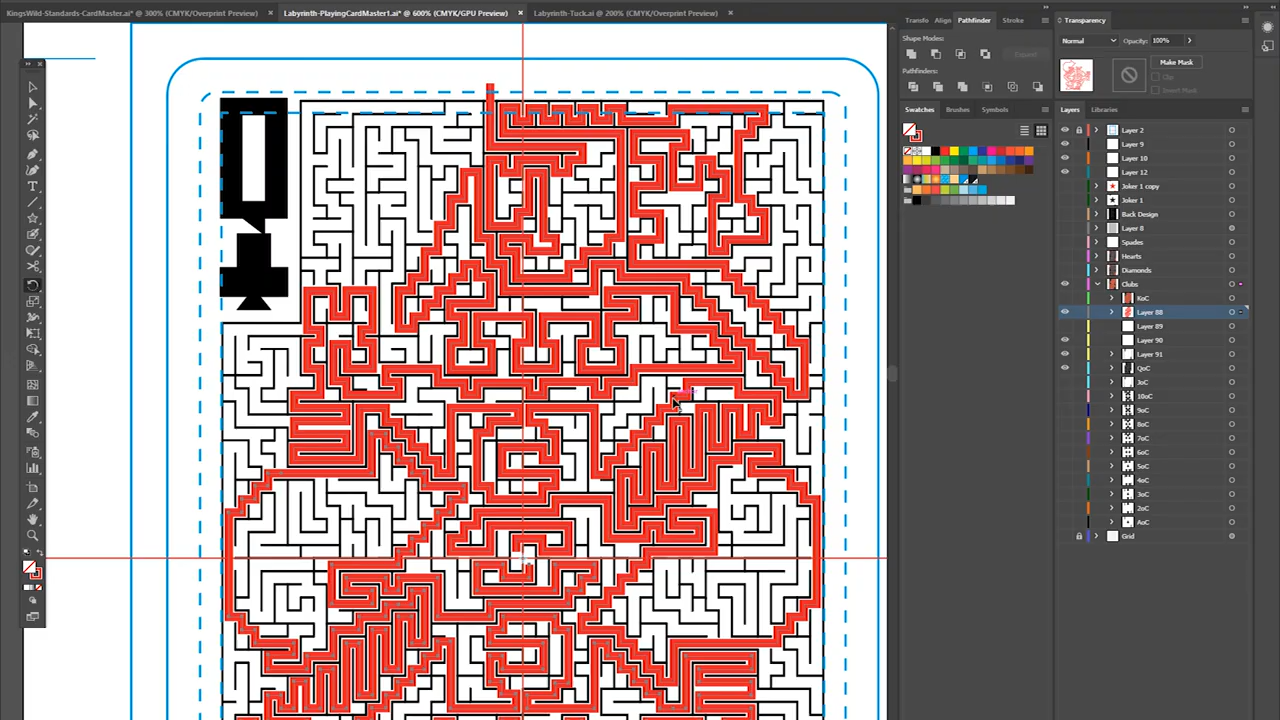 KingsWild-Standards-CardMaster.ai* @ 300% (CMYK/Overprint Preview)
Labyrinth-PlayingCardMaster1.ai* @ 600% (CMYK/GPU Preview)
Labyrinth-Tuck.ai @ 200% (CMYK/Overprint Preview)
Transfo
Align
Pathfinder
Stroke
Shape Modes:
Expand
Pathfinders:
Swatches
Brushes
Symbols
Transparency
Normal
Opacity: 100%
Make Mask
Clip
Invert Mask
Layers
Libraries
Layer 2
Layer 9
Layer 10
Layer 12
Joker 1 copy
Joker 1
Back Design
Layer 8
Spades
Hearts
Diamonds
Clubs
KoC
Layer 88
Layer 89
Layer 90
Layer 91
QoC
JoC
10oC
9oC
8oC
7oC
6oC
5oC
4oC
3oC
2oC
AoC
Grid